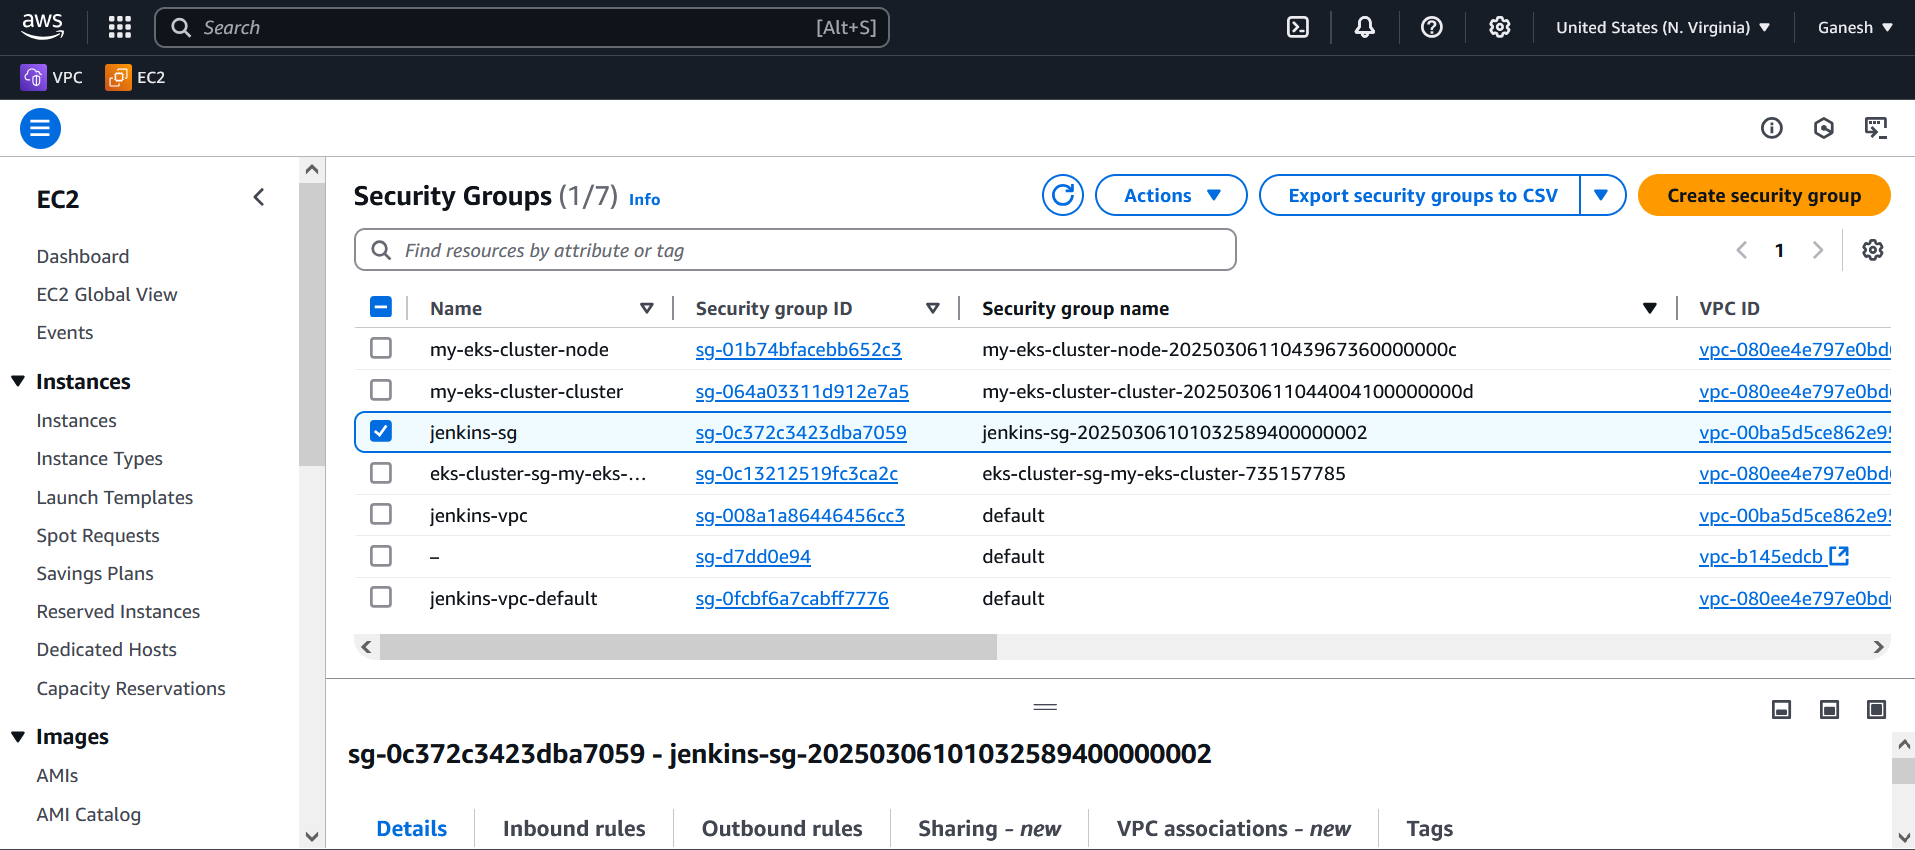 aws
Search [Alt+S]
United States (N. Virginia)
Ganesh
VPC
EC2
EC2
Dashboard
EC2 Global View
Events
Instances
Instances
Instance Types
Launch Templates
Spot Requests
Savings Plans
Reserved Instances
Dedicated Hosts
Capacity Reservations
Images
AMIs
AMI Catalog
Security Groups (1/7) Info
Actions
Export security groups to CSV
Create security group
Find resources by attribute or tag
1
Name Security group ID Security group name VPC ID
my-eks-cluster-node sg-01b74bfacebb652c3 my-eks-cluster-node-2025030611043967360000000c vpc-080ee4e797e0bd
my-eks-cluster-cluster sg-064a03311d912e7a5 my-eks-cluster-cluster-2025030611044004100000000d vpc-080ee4e797e0bd
jenkins-sg sg-0c372c3423dba7059 jenkins-sg-20250306101032589400000002 vpc-00ba5d5ce862e9
eks-cluster-sg-my-eks-... sg-0c13212519fc3ca2c eks-cluster-sg-my-eks-cluster-735157785 vpc-080ee4e797e0bd
jenkins-vpc sg-008a1a86446456cc3 default vpc-00ba5d5ce862e9
– sg-d7dd0e94 default vpc-b145edcb
jenkins-vpc-default sg-0fcbf6a7cabff7776 default vpc-080ee4e797e0bd
sg-0c372c3423dba7059 - jenkins-sg-20250306101032589400000002
Details
Inbound rules
Outbound rules
Sharing - new
VPC associations - new
Tags